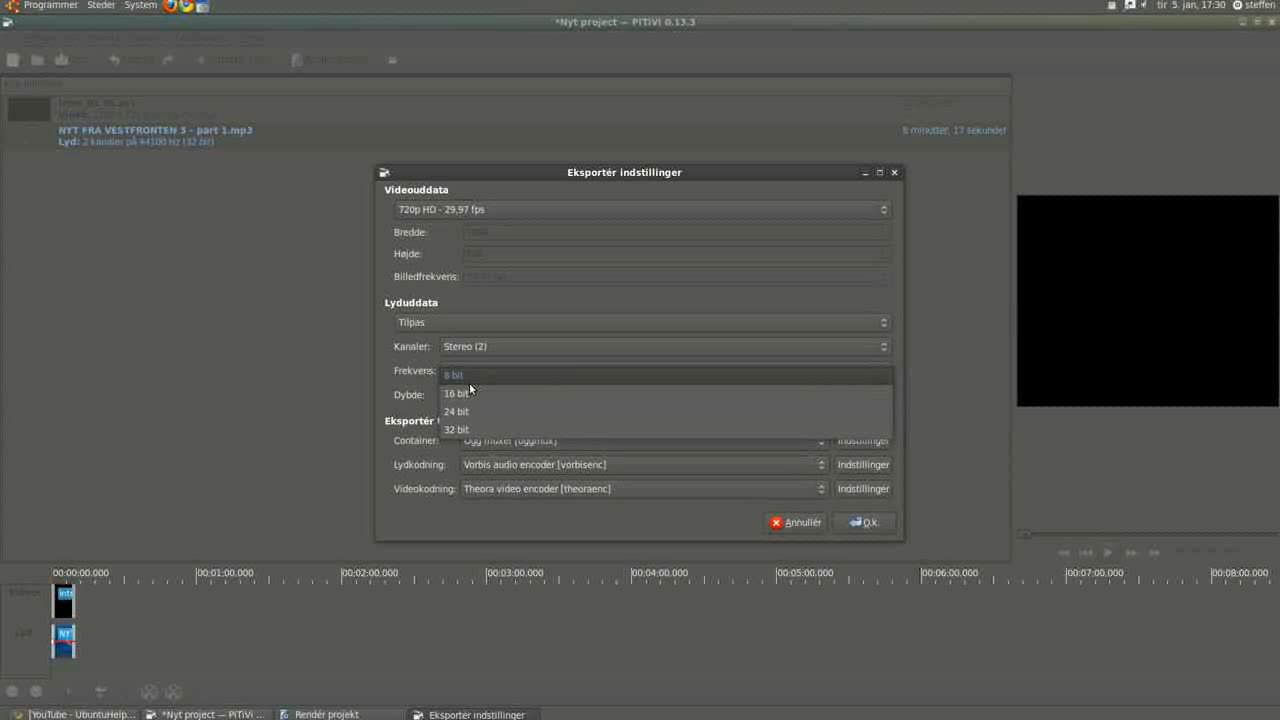 Programmer Steder System
tir 5. jan, 17:30 steffen
*Nyt project — PiTiVi 0.13.3
NYT FRA VESTFRONTEN 3 - part 1.mp3
6 minutter, 17 sekunder
Lyd: 2 kanaler på 44100 Hz (32 bit)
Eksportér indstillinger
Videouddata
720p HD - 29,97 fps
Bredde:
Højde:
Billedfrekvens:
Lyduddata
Tilpas
Kanaler: Stereo (2)
Frekvens:
8 bit
16 bit
Dybde:
24 bit
Eksportér
32 bit
Container: Ogg muxer [oggmux] Indstillinger
Lydkodning: Vorbis audio encoder [vorbisenc] Indstillinger
Videokodning: Theora video encoder [theoraenc] Indstillinger
Annullér O.k.
00:00:00.000 00:01:00.000 00:02:00.000 00:03:00.000 00:04:00.000 00:05:00.000 00:06:00.000 00:07:00.000 00:08:00.000
Lyd NY
[YouTube - UbuntuHelp... *Nyt project — PiTiVi ... Rendér projekt Eksportér indstillinger